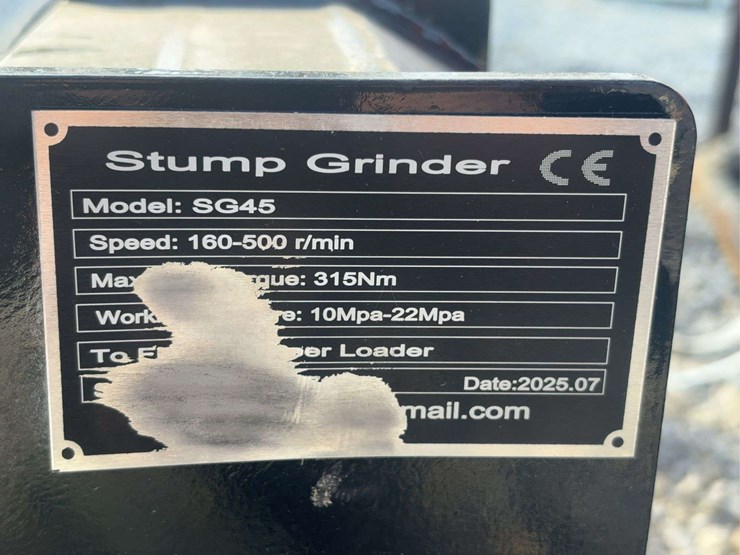 Stump Grinder CE
Model: SG45
Speed: 160-500 r/min
Max que: 315Nm
Work e: 10Mpa-22Mpa
To er Loader
Date:2025.07
mail.com